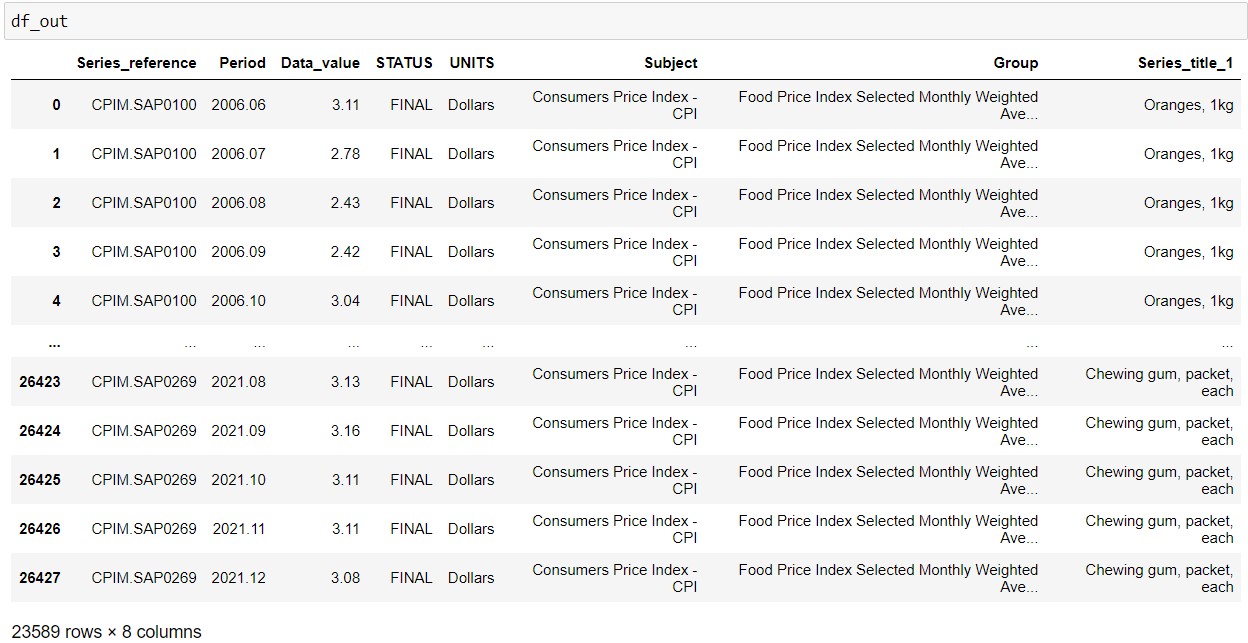 df_out
Series_reference Period Data_value STATUS UNITS Subject Group Series_title_1
0 CPIM.SAP0100 2006.06 3.11 FINAL Dollars Consumers Price Index - CPI Food Price Index Selected Monthly Weighted Ave... Oranges, 1kg
1 CPIM.SAP0100 2006.07 2.78 FINAL Dollars Consumers Price Index - CPI Food Price Index Selected Monthly Weighted Ave... Oranges, 1kg
2 CPIM.SAP0100 2006.08 2.43 FINAL Dollars Consumers Price Index - CPI Food Price Index Selected Monthly Weighted Ave... Oranges, 1kg
3 CPIM.SAP0100 2006.09 2.42 FINAL Dollars Consumers Price Index - CPI Food Price Index Selected Monthly Weighted Ave... Oranges, 1kg
4 CPIM.SAP0100 2006.10 3.04 FINAL Dollars Consumers Price Index - CPI Food Price Index Selected Monthly Weighted Ave... Oranges, 1kg
... ... ... ... ... ... ... ... ...
26423 CPIM.SAP0269 2021.08 3.13 FINAL Dollars Consumers Price Index - CPI Food Price Index Selected Monthly Weighted Ave... Chewing gum, packet, each
26424 CPIM.SAP0269 2021.09 3.16 FINAL Dollars Consumers Price Index - CPI Food Price Index Selected Monthly Weighted Ave... Chewing gum, packet, each
26425 CPIM.SAP0269 2021.10 3.11 FINAL Dollars Consumers Price Index - CPI Food Price Index Selected Monthly Weighted Ave... Chewing gum, packet, each
26426 CPIM.SAP0269 2021.11 3.11 FINAL Dollars Consumers Price Index - CPI Food Price Index Selected Monthly Weighted Ave... Chewing gum, packet, each
26427 CPIM.SAP0269 2021.12 3.08 FINAL Dollars Consumers Price Index - CPI Food Price Index Selected Monthly Weighted Ave... Chewing gum, packet, each
23589 rows × 8 columns